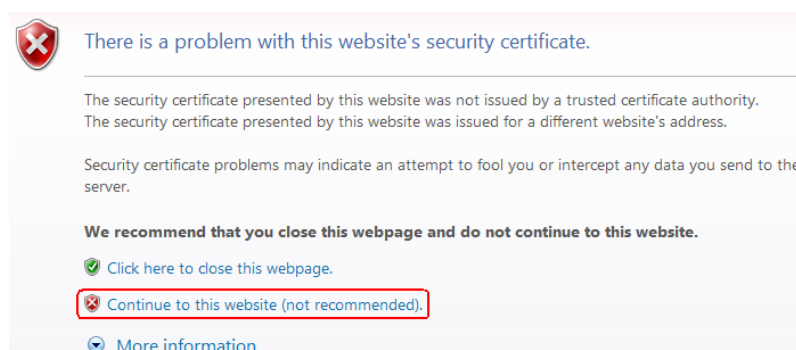 There is a problem with this website's security certificate.
The security certificate presented by this website was not issued by a trusted certificate authority.
The security certificate presented by this website was issued for a different website's address.
Security certificate problems may indicate an attempt to fool you or intercept any data you send to the
server.
We recommend that you close this webpage and do not continue to this website.
Click here to close this webpage.
Continue to this website (not recommended).
More information